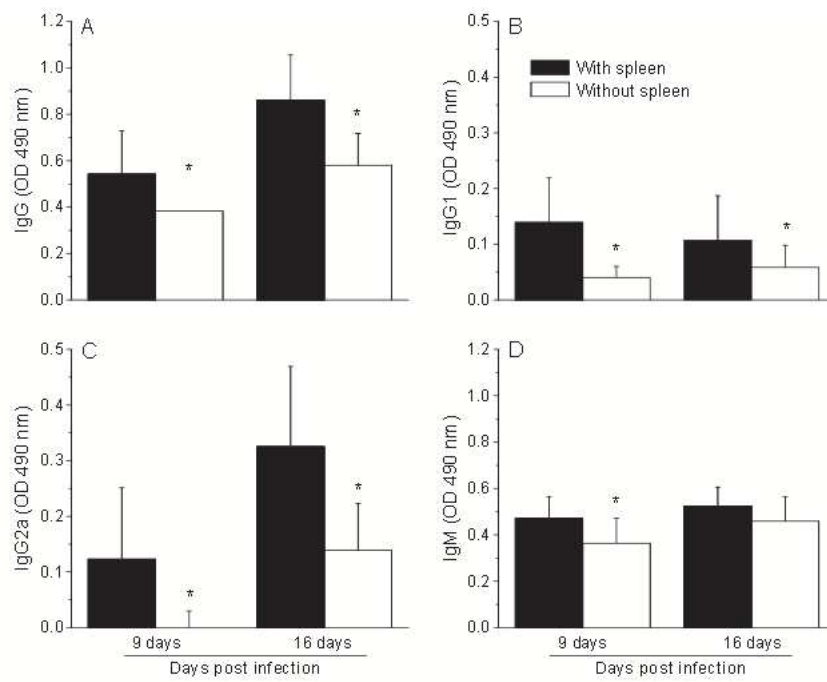 A
IgG (OD 490 nm)
1.2
1.0
0.8
0.6
0.4
0.2
0.0
*
*
B
IgG1 (OD 490 nm)
0.5
0.4
0.3
0.2
0.1
0.0
With spleen
Without spleen
*
*
C
IgG2a (OD 490 nm)
0.5
0.4
0.3
0.2
0.1
0.0
*
*
9 days
16 days
Days post infection
D
IgM (OD 490 nm)
1.2
1.0
0.8
0.6
0.4
0.2
0.0
*
9 days
16 days
Days post infection